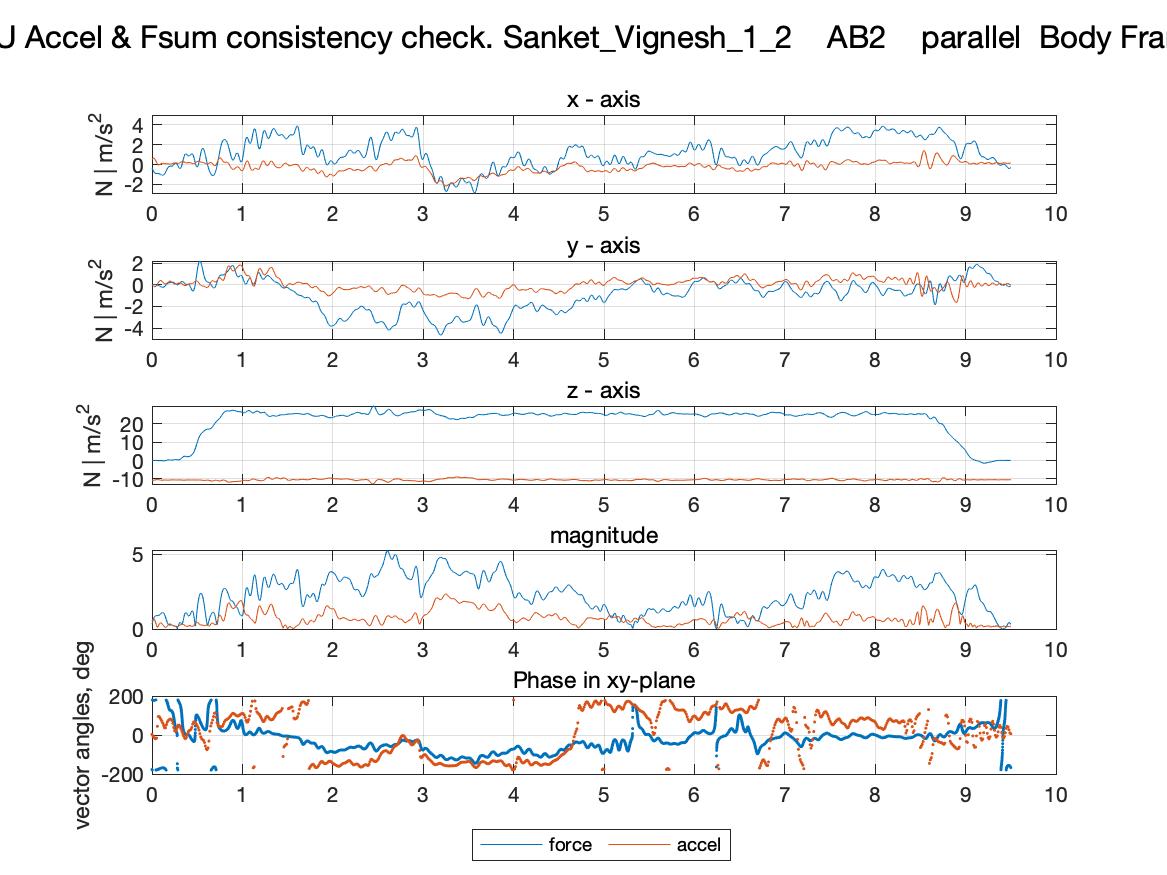 U Accel & Fsum consistency check. Sanket_Vignesh_1_2 AB2 parallel Body Fra
x - axis
N | m/s²
4
2
0
-2
0 1 2 3 4 5 6 7 8 9 10
y - axis
N | m/s²
2
0
-2
-4
0 1 2 3 4 5 6 7 8 9 10
z - axis
N | m/s²
20
10
0
-10
0 1 2 3 4 5 6 7 8 9 10
magnitude
5
0
0 1 2 3 4 5 6 7 8 9 10
Phase in xy-plane
vector angles, deg
200
0
-200
0 1 2 3 4 5 6 7 8 9 10
force accel